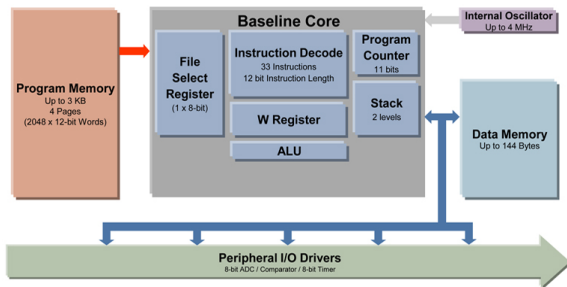 Baseline Core
Internal Oscillator
Up to 4 MHz
Program Memory
Up to 3 KB
4 Pages
(2048 x 12-bit Words)
File
Select
Register
(1 x 8-bit)
Instruction Decode
33 Instructions
12 bit Instruction Length
Program
Counter
11 bits
W Register
Stack
2 levels
ALU
Data Memory
Up to 144 Bytes
Peripheral I/O Drivers
8-bit ADC / Comparator / 8-bit Timer